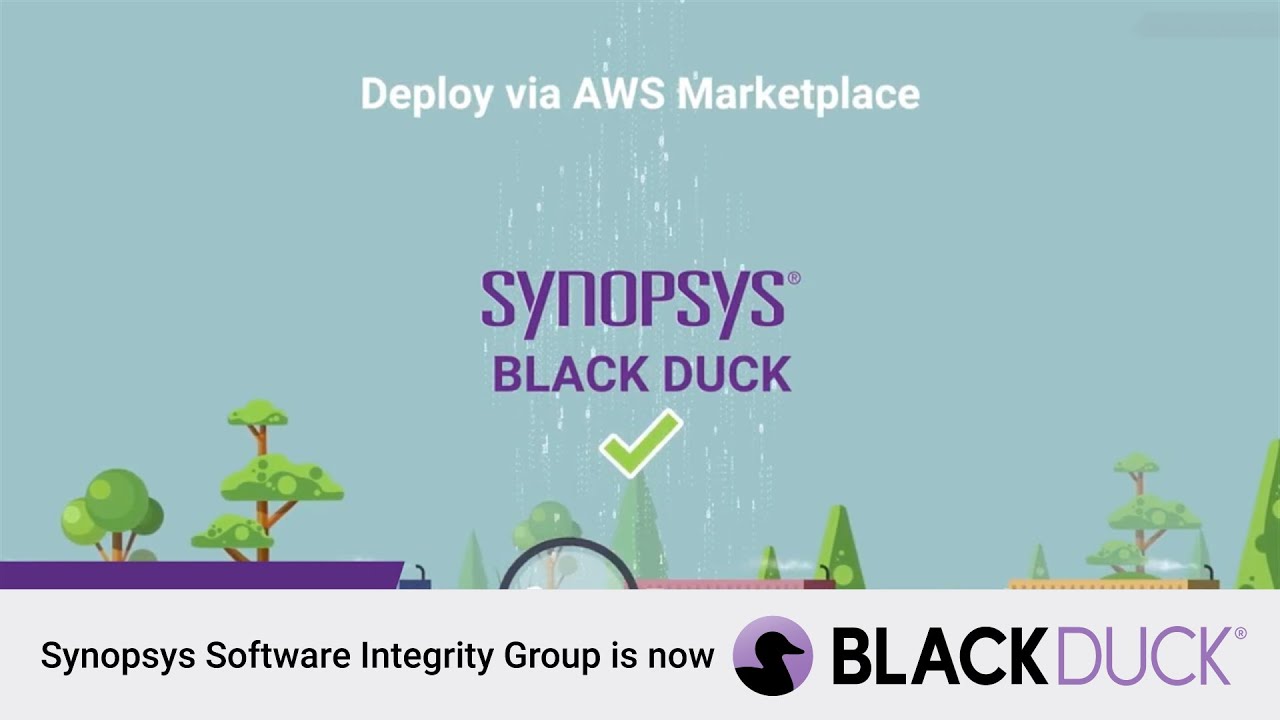 Deploy via AWS Marketplace
SYNOPSYS®
BLACK DUCK
Synopsys Software Integrity Group is now BLACKDUCK®